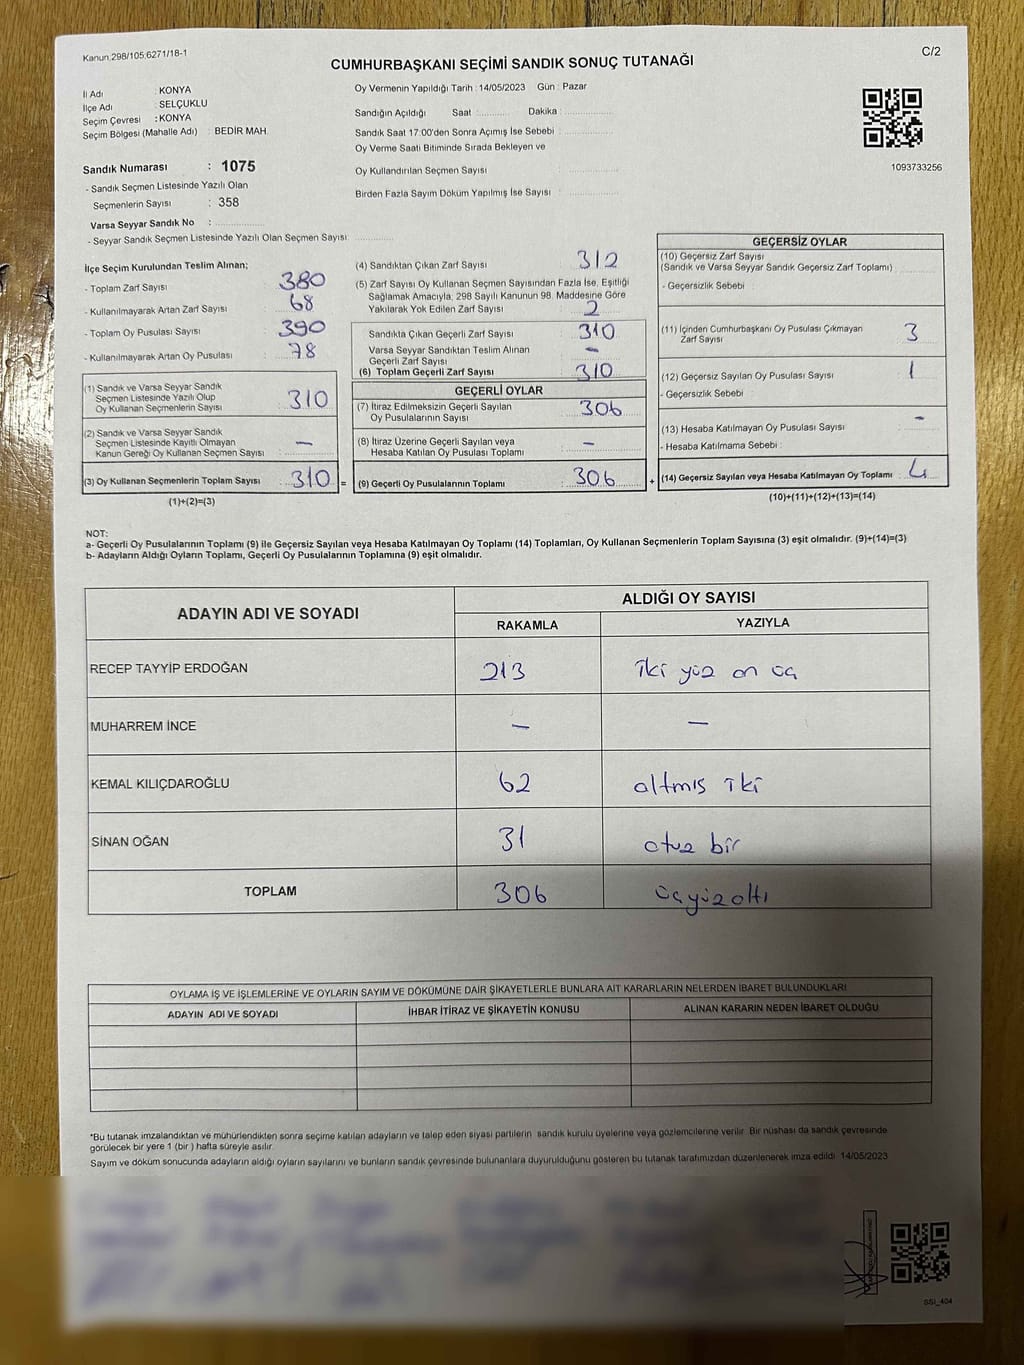 Kanun:298/105,6271/18-1
C/2
CUMHURBAŞKANI SEÇİMİ SANDIK SONUÇ TUTANAĞI
İl Adı : KONYA
İlçe Adı : SELÇUKLU
Seçim Çevresi : KONYA
Seçim Bölgesi (Mahalle Adı) : BEDİR MAH.
Sandık Numarası : 1075
- Sandık Seçmen Listesinde Yazılı Olan
Seçmenlerin Sayısı : 358
Varsa Seyyar Sandık No :
- Seyyar Sandık Seçmen Listesinde Yazılı Olan Seçmen Sayısı:
Oy Vermenin Yapıldığı Tarih : 14/05/2023 Gün : Pazar
Sandığın Açıldığı Saat : Dakika :
Sandık Saat 17:00'den Sonra Açımış İse Sebebi :
Oy Verme Saati Bitiminde Sırada Bekleyen ve
Oy Kullandırılan Seçmen Sayısı
Birden Fazla Sayım Döküm Yapılmış İse Sayısı :
1093733256
İlçe Seçim Kurulundan Teslim Alınan;
- Toplam Zarf Sayısı : 380
- Kullanılmayarak Artan Zarf Sayısı : 68
- Toplam Oy Pusulası Sayısı : 390
- Kullanılmayarak Artan Oy Pusulası : 78
(1) Sandık ve Varsa Seyyar Sandık
Seçmen Listesinde Yazılı Olup
Oy Kullanan Seçmenlerin Sayısı : 310
(2) Sandık ve Varsa Seyyar Sandık
Seçmen Listesinde Kayıtlı Olmayan
Kanun Gereği Oy Kullanan Seçmen Sayısı : —
(3) Oy Kullanan Seçmenlerin Toplam Sayısı : 310 =
(1)+(2)=(3)
(4) Sandıktan Çıkan Zarf Sayısı : 312
(5) Zarf Sayısı Oy Kullanan Seçmen Sayısından Fazla İse, Eşitliği
Sağlamak Amacıyla, 298 Sayılı Kanunun 98. Maddesine Göre
Yakılarak Yok Edilen Zarf Sayısı : 2
Sandıkta Çıkan Geçerli Zarf Sayısı : 310
Varsa Seyyar Sandıktan Teslim Alınan
Geçerli Zarf Sayısı : —
(6) Toplam Geçerli Zarf Sayısı : 310
GEÇERLİ OYLAR
(7) İtiraz Edilmeksizin Geçerli Sayılan
Oy Pusulalarının Sayısı : 306
(8) İtiraz Üzerine Geçerli Sayılan veya
Hesaba Katılan Oy Pusulası Toplamı : —
(9) Geçerli Oy Pusulalarının Toplamı : 306 +
GEÇERSİZ OYLAR
(10) Geçersiz Zarf Sayısı
(Sandık ve Varsa Seyyar Sandık Geçersiz Zarf Toplamı)
- Geçersizlik Sebebi :
(11) İçinden Cumhurbaşkanı Oy Pusulası Çıkmayan
Zarf Sayısı : 3
(12) Geçersiz Sayılan Oy Pusulası Sayısı : 1
- Geçersizlik Sebebi :
(13) Hesaba Katılmayan Oy Pusulası Sayısı : -
- Hesaba Katılmama Sebebi :
(14) Geçersiz Sayılan veya Hesaba Katılmayan Oy Toplamı : 4
(10)+(11)+(12)+(13)=(14)
NOT:
a- Geçerli Oy Pusulalarının Toplamı (9) ile Geçersiz Sayılan veya Hesaba Katılmayan Oy Toplamı (14) Toplamları, Oy Kullanan Seçmenlerin Toplam Sayısına (3) eşit olmalıdır. (9)+(14)=(3)
b- Adayların Aldığı Oyların Toplamı, Geçerli Oy Pusulalarının Toplamına (9) eşit olmalıdır.
ADAYIN ADI VE SOYADI ALDIĞI OY SAYISI
RAKAMLA YAZIYLA
RECEP TAYYİP ERDOĞAN 213 iki yüz on üç
MUHARREM İNCE — —
KEMAL KILIÇDAROĞLU 62 altmıs iki
SİNAN OĞAN 31 otuz bir
TOPLAM 306 üçyüzaltı
OYLAMA İŞ VE İŞLEMLERİNE VE OYLARIN SAYIM VE DÖKÜMÜNE DAİR ŞİKAYETLERLE BUNLARA AİT KARARLARIN NELERDEN İBARET BULUNDUKLARI
ADAYIN ADI VE SOYADI İHBAR İTİRAZ VE ŞİKAYETİN KONUSU ALINAN KARARIN NEDEN İBARET OLDUĞU
*Bu tutanak imzalandıktan ve mühürlendikten sonra seçime katılan adayların ve talep eden siyasi partilerin sandık kurulu üyelerine veya gözlemcilerine verilir. Bir nüshası da sandık çevresinde
görülecek bir yere 1 (bir) hafta süreyle asılır.
Sayım ve döküm sonucunda adayların aldığı oyların sayılarını ve bunların sandık çevresinde bulunanlara duyurulduğunu gösteren bu tutanak tarafımızdan düzenlenerek imza edildi. 14/05/2023
SSI_404